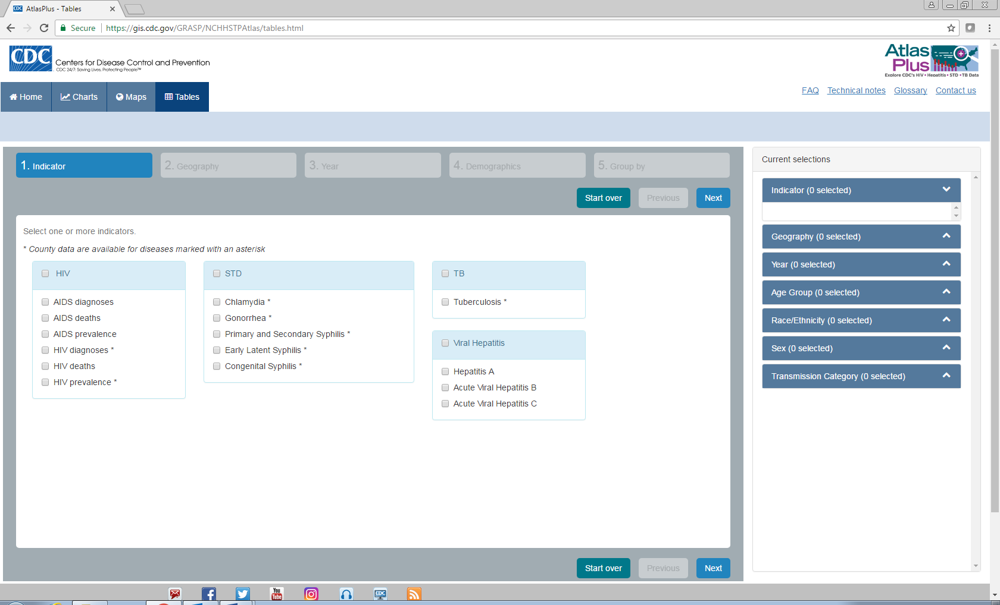 AtlasPlus - Tables
Secure https://gis.cdc.gov/GRASP/NCHHSTPAtlas/tables.html
CDC Centers for Disease Control and Prevention
CDC 24/7: Saving Lives, Protecting People™
Atlas
Plus
Explore CDC's HIV • Hepatitis • STD • TB Data
Home Charts Maps Tables
FAQ Technical notes Glossary Contact us
1. Indicator 2. Geography 3. Year 4. Demographics 5. Group by
Start over Previous Next
Select one or more indicators.
* County data are available for diseases marked with an asterisk
HIV
AIDS diagnoses
AIDS deaths
AIDS prevalence
HIV diagnoses *
HIV deaths
HIV prevalence *
STD
Chlamydia *
Gonorrhea *
Primary and Secondary Syphilis *
Early Latent Syphilis *
Congenital Syphilis *
TB
Tuberculosis *
Viral Hepatitis
Hepatitis A
Acute Viral Hepatitis B
Acute Viral Hepatitis C
Start over Previous Next
Current selections
Indicator (0 selected)
Geography (0 selected)
Year (0 selected)
Age Group (0 selected)
Race/Ethnicity (0 selected)
Sex (0 selected)
Transmission Category (0 selected)
You Tube
CDC